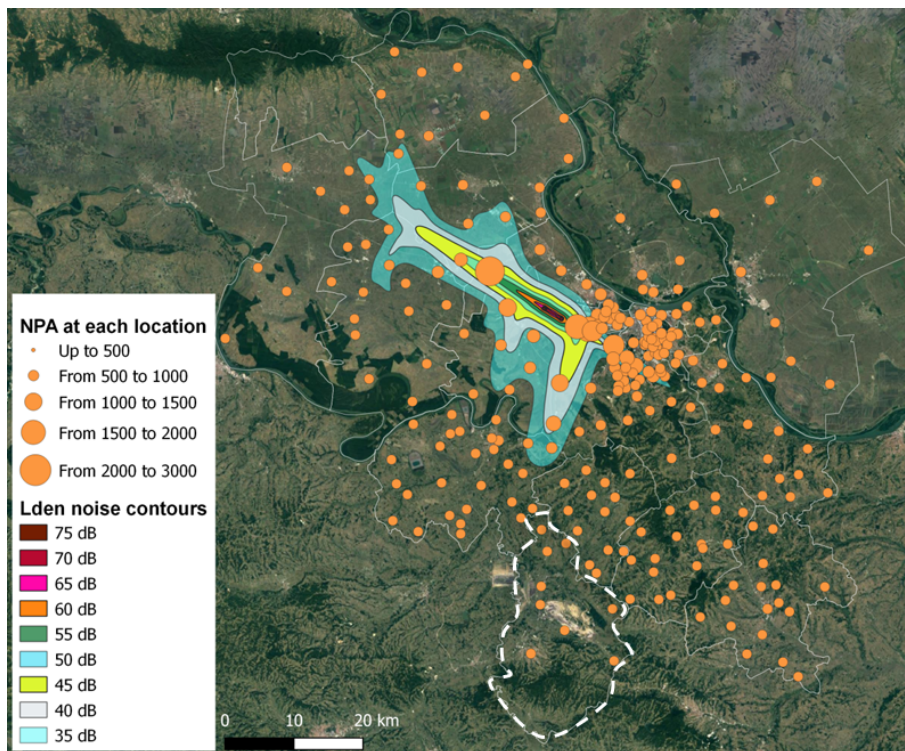 NPA at each location
Up to 500
From 500 to 1000
From 1000 to 1500
From 1500 to 2000
From 2000 to 3000
Lden noise contours
75 dB
70 dB
65 dB
60 dB
55 dB
50 dB
45 dB
40 dB
35 dB
0 10 20 km